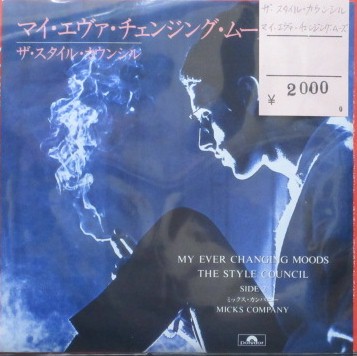 マイ・エヴァ・チェンジング・ムー
ザ・スタイル・カウンシル
ザ スタイル カウンシル
マイ エヴァ チェンジング・ムーズ
¥ 2000
MY EVER CHANGING MOODS
THE STYLE COUNCIL
SIDE
ミックス・カンパニー
MICKS COMPANY
polydor